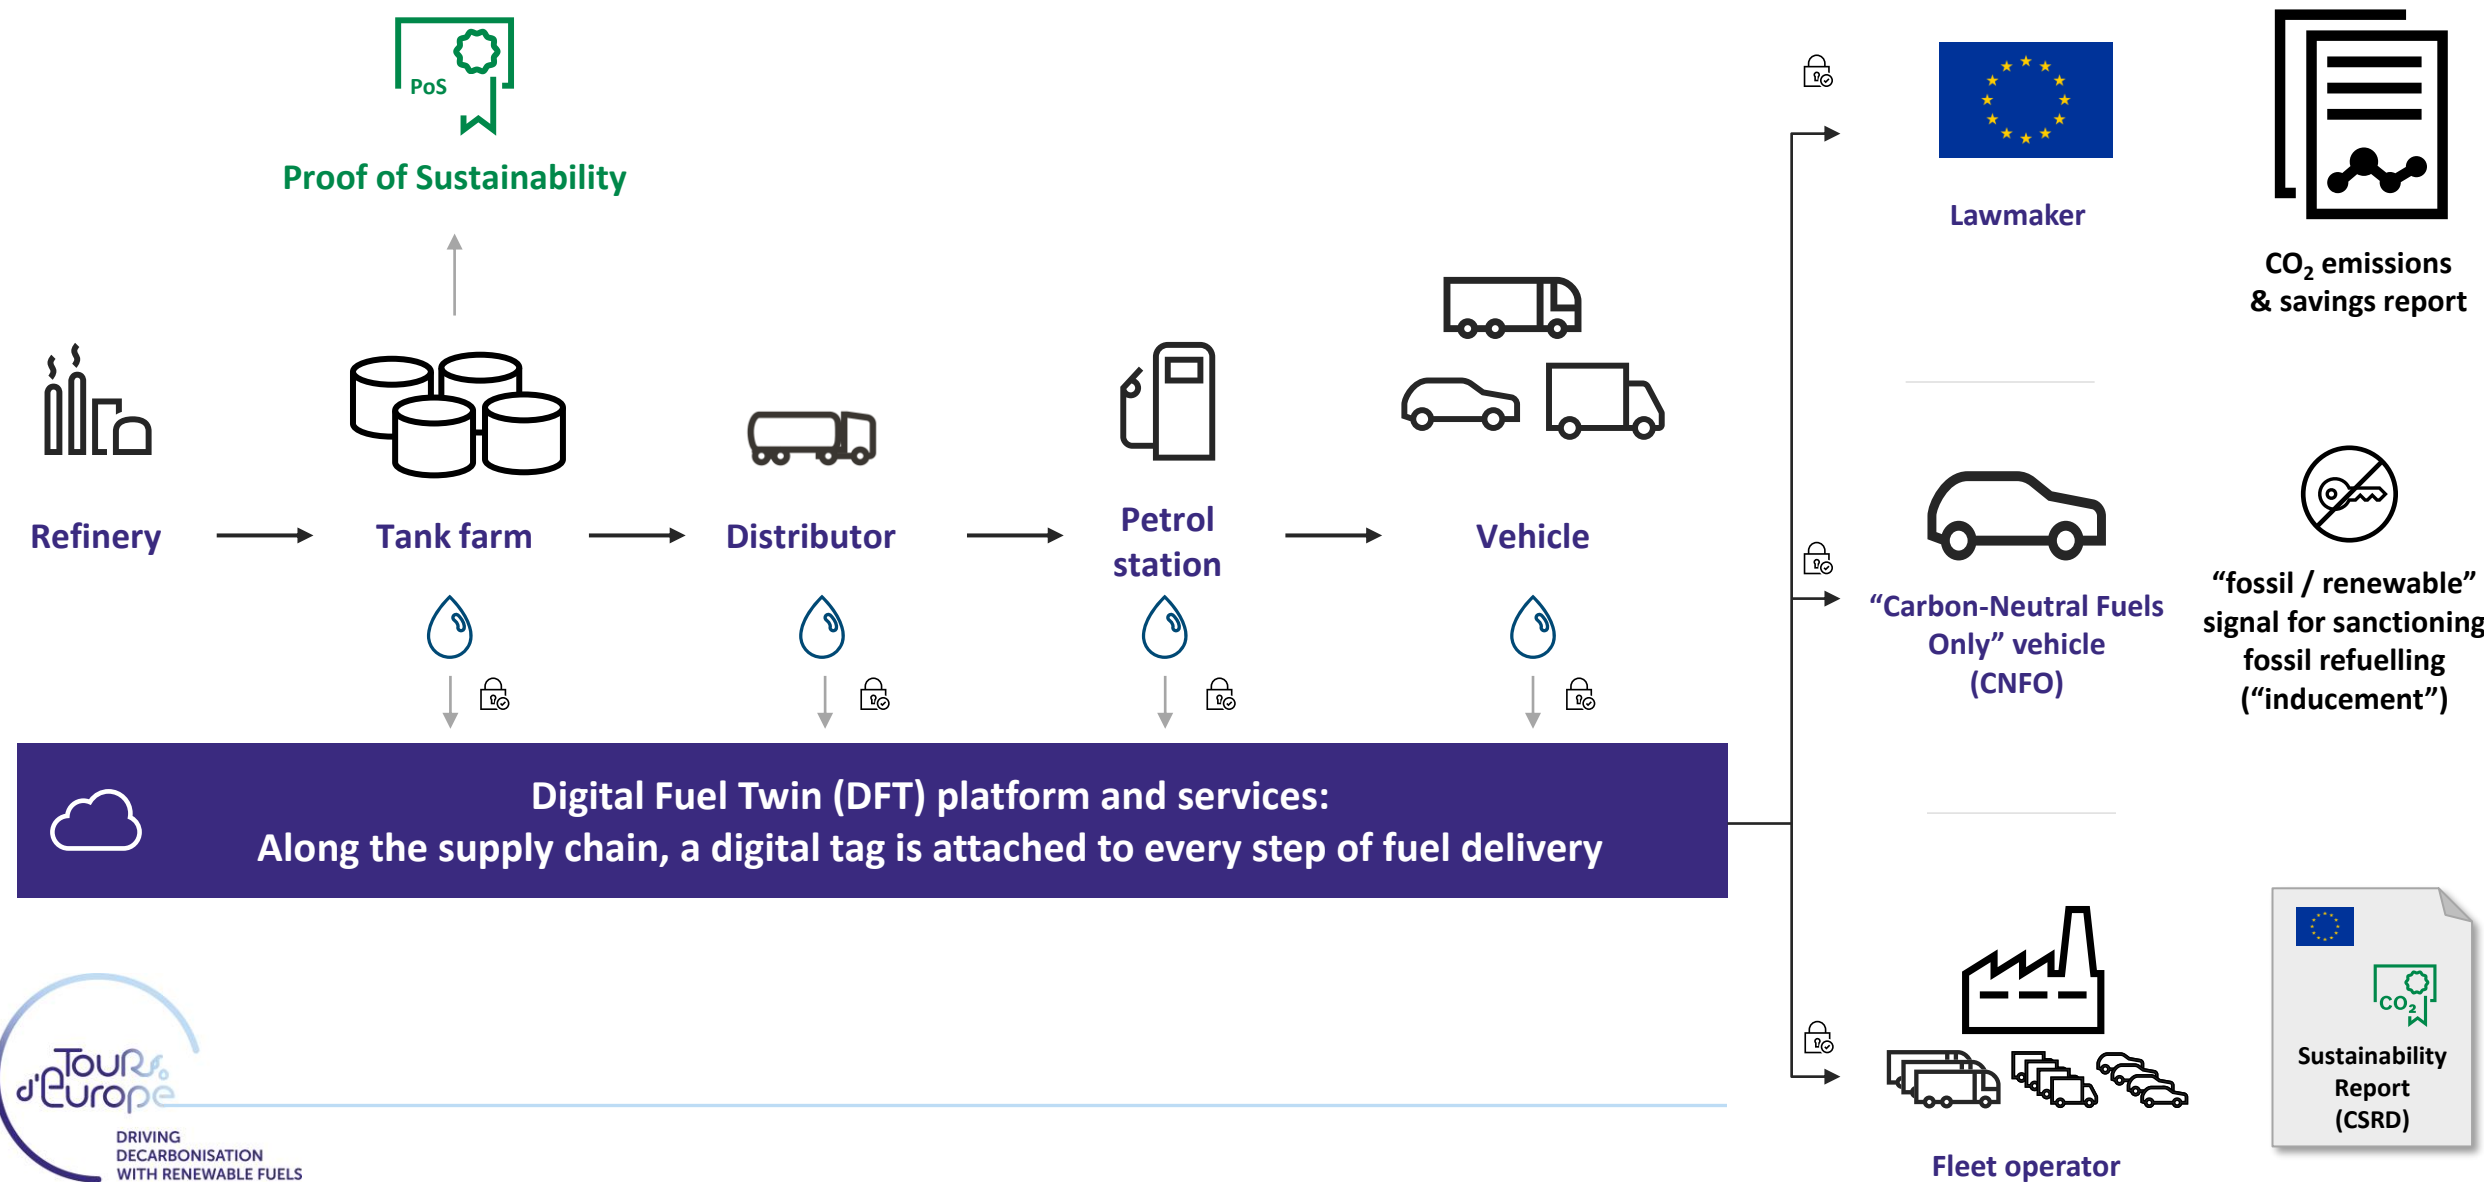 PoS
Proof of Sustainability
Refinery
Tank farm
Distributor
Petrol
station
Vehicle
Digital Fuel Twin (DFT) platform and services:
Along the supply chain, a digital tag is attached to every step of fuel delivery
Lawmaker
CO₂ emissions
& savings report
“Carbon-Neutral Fuels
Only” vehicle
(CNFO)
“fossil / renewable”
signal for sanctioning
fossil refuelling
(“inducement”)
Fleet operator
CO₂
Sustainability
Report
(CSRD)
Tour
d'Europe
DRIVING
DECARBONISATION
WITH RENEWABLE FUELS